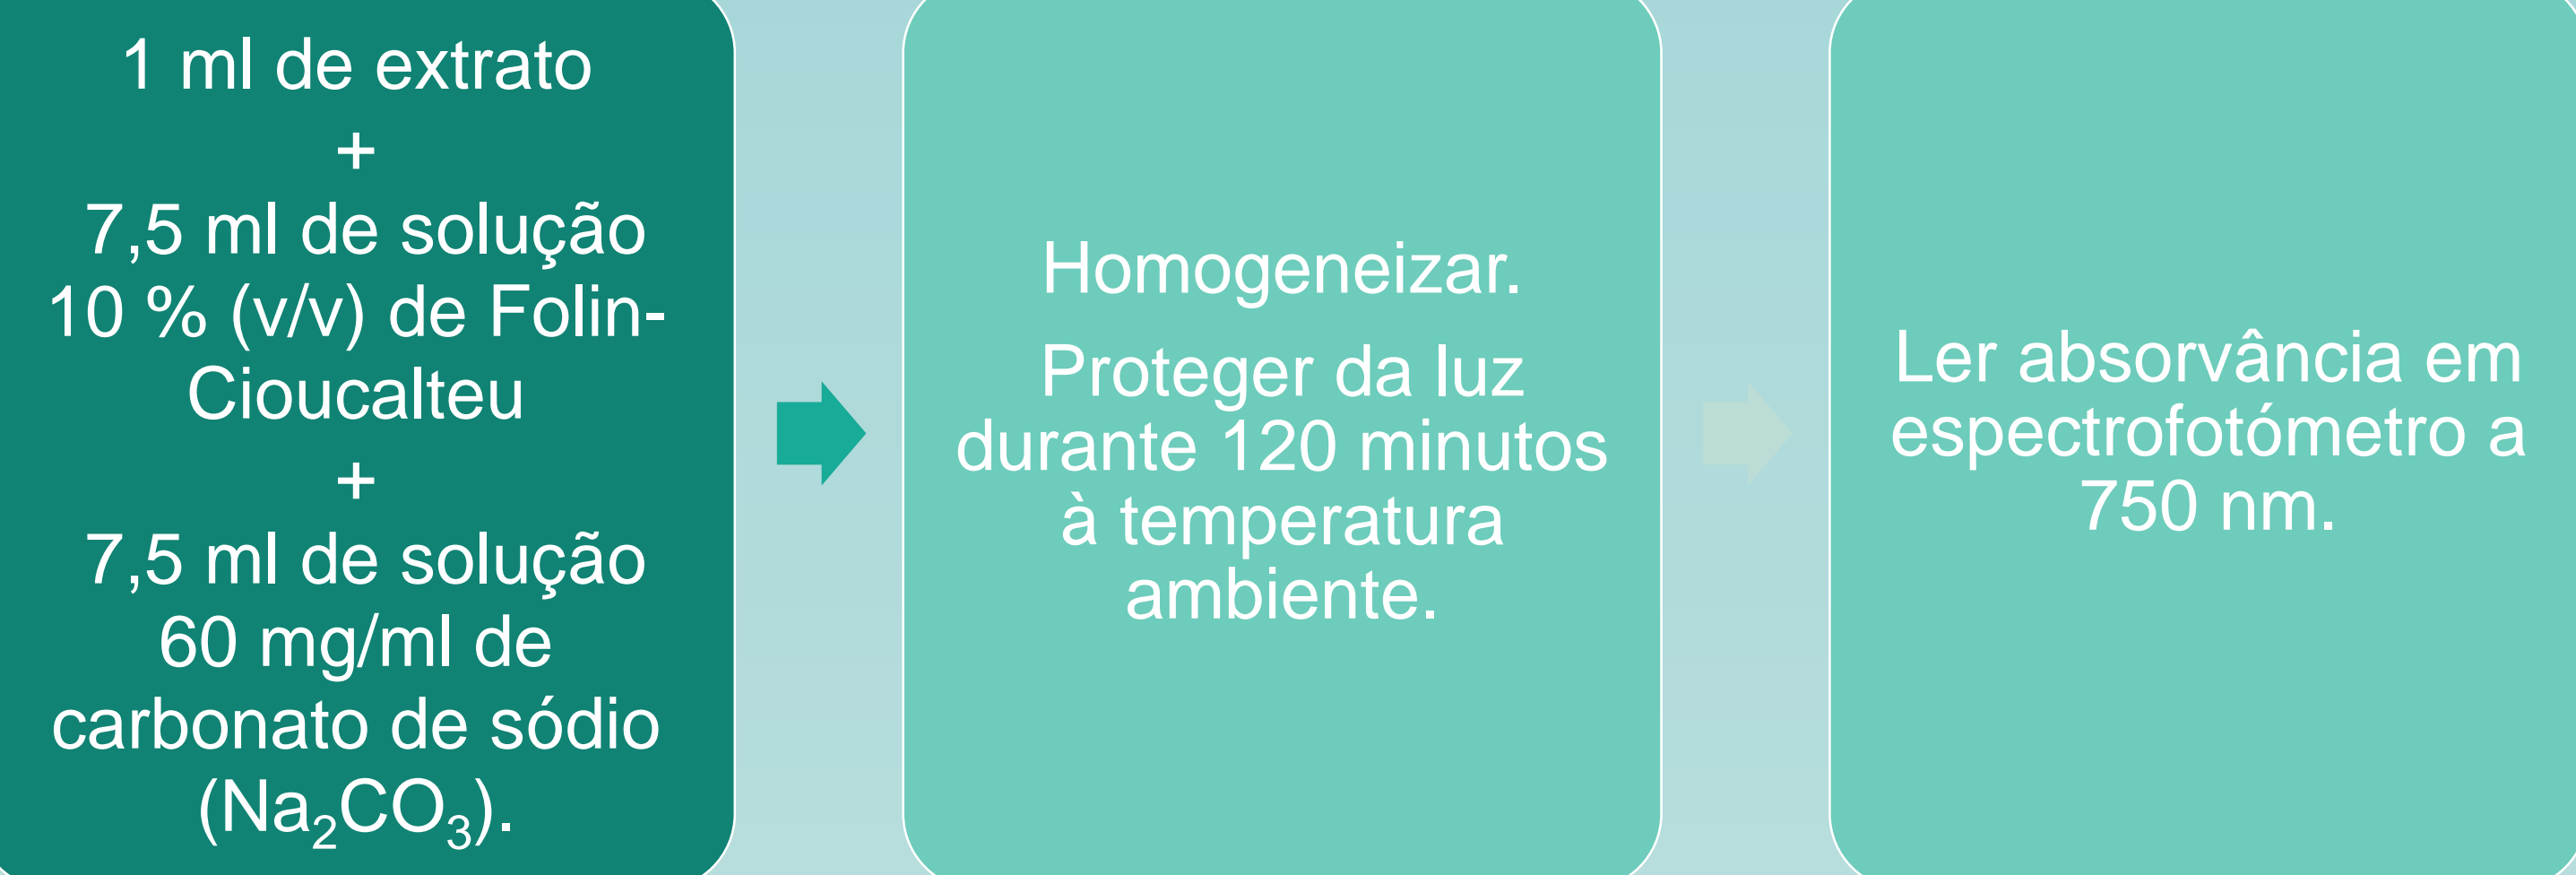 1 ml de extrato
+
7,5 ml de solução
10 % (v/v) de Folin-
Cioucalteu
+
7,5 ml de solução
60 mg/ml de
carbonato de sódio
(Na₂CO₃).
Homogeneizar.
Proteger da luz
durante 120 minutos
à temperatura
ambiente.
Ler absorvância em
espectrofotómetro a
750 nm.